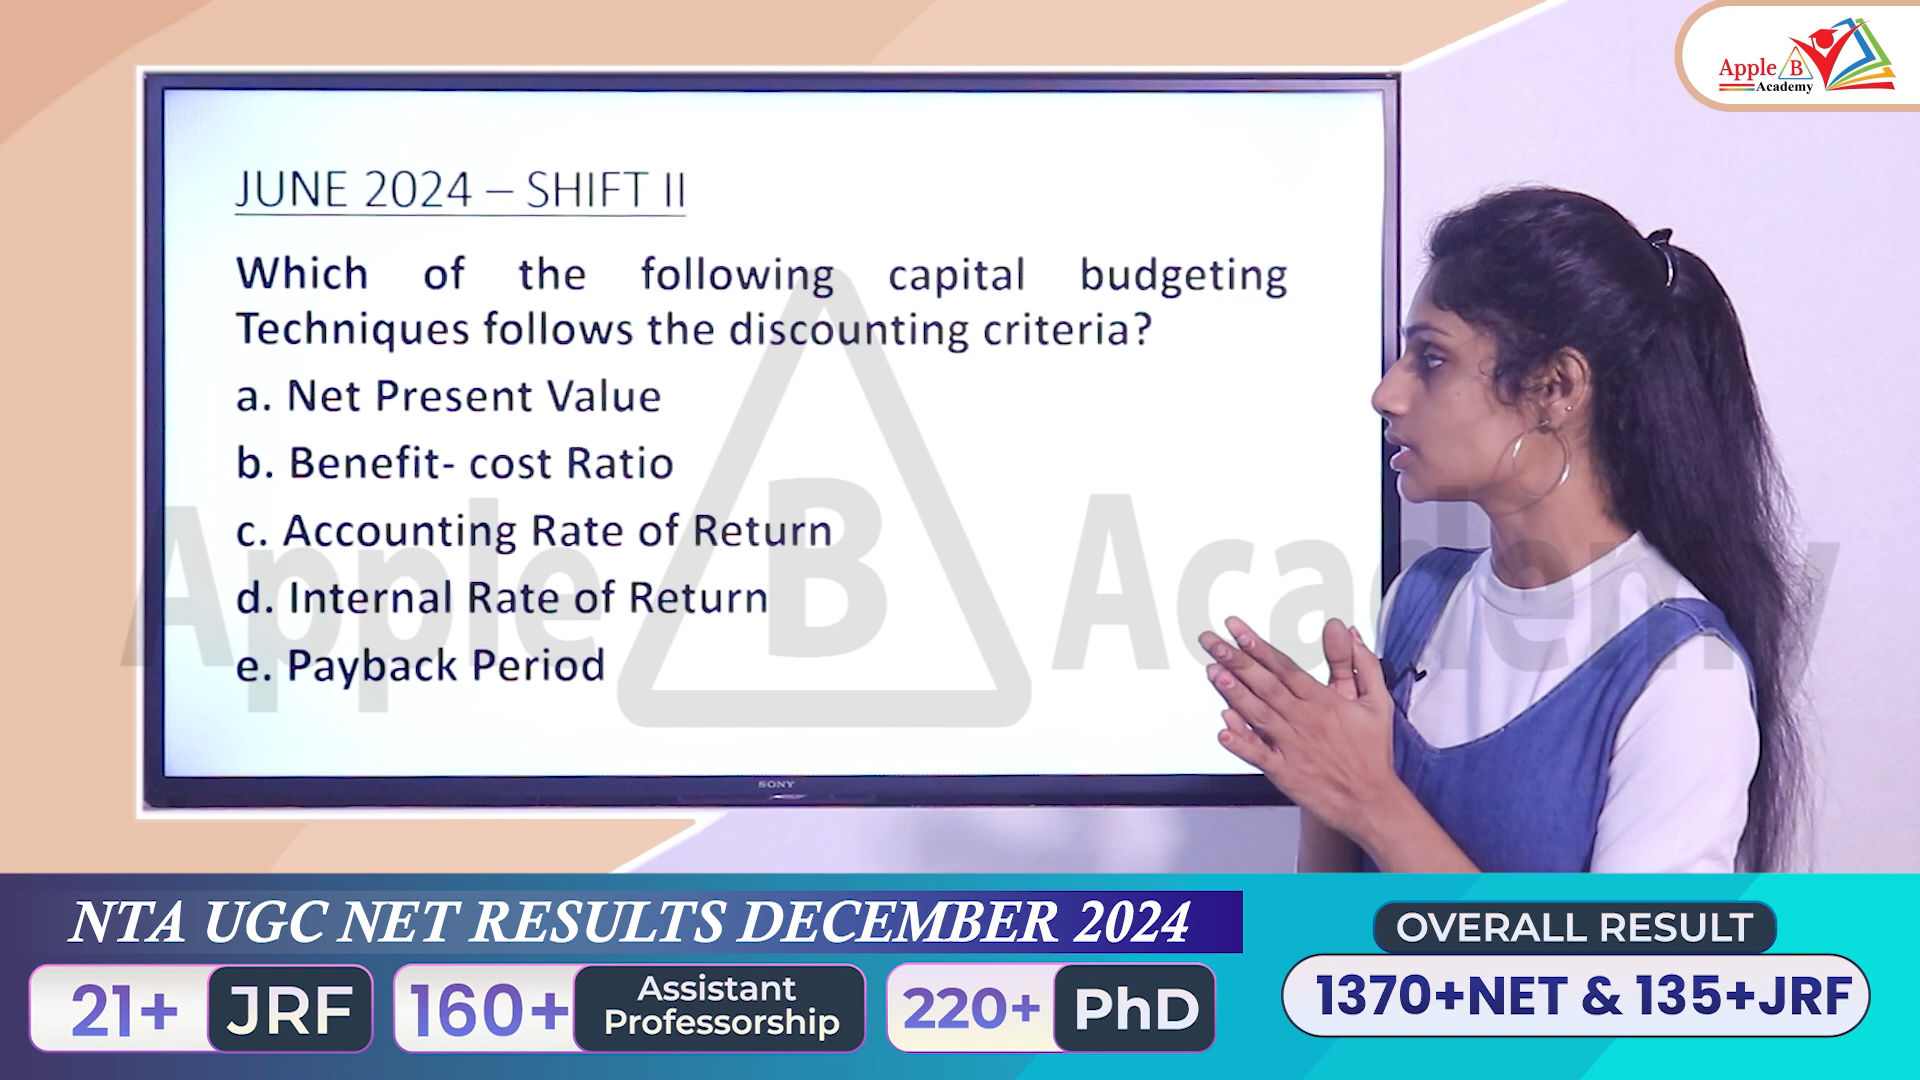 Apple B
Academy
JUNE 2024 – SHIFT II
Which of the following capital budgeting
Techniques follows the discounting criteria?
a. Net Present Value
b. Benefit- cost Ratio
c. Accounting Rate of Return
d. Internal Rate of Return
e. Payback Period
Apple B Academy
SONY
NTA UGC NET RESULTS DECEMBER 2024
21+ JRF
160+ Assistant
Professorship
220+ PhD
OVERALL RESULT
1370+NET & 135+JRF